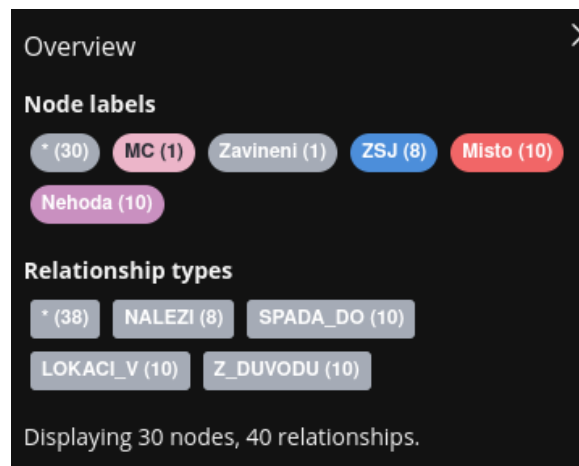 Overview
Node labels
* (30) MC (1) Zavineni (1) ZSJ (8) Misto (10)
Nehoda (10)
Relationship types
* (38) NALEZI (8) SPADA_DO (10)
LOKACI_V (10) Z_DUVODU (10)
Displaying 30 nodes, 40 relationships.